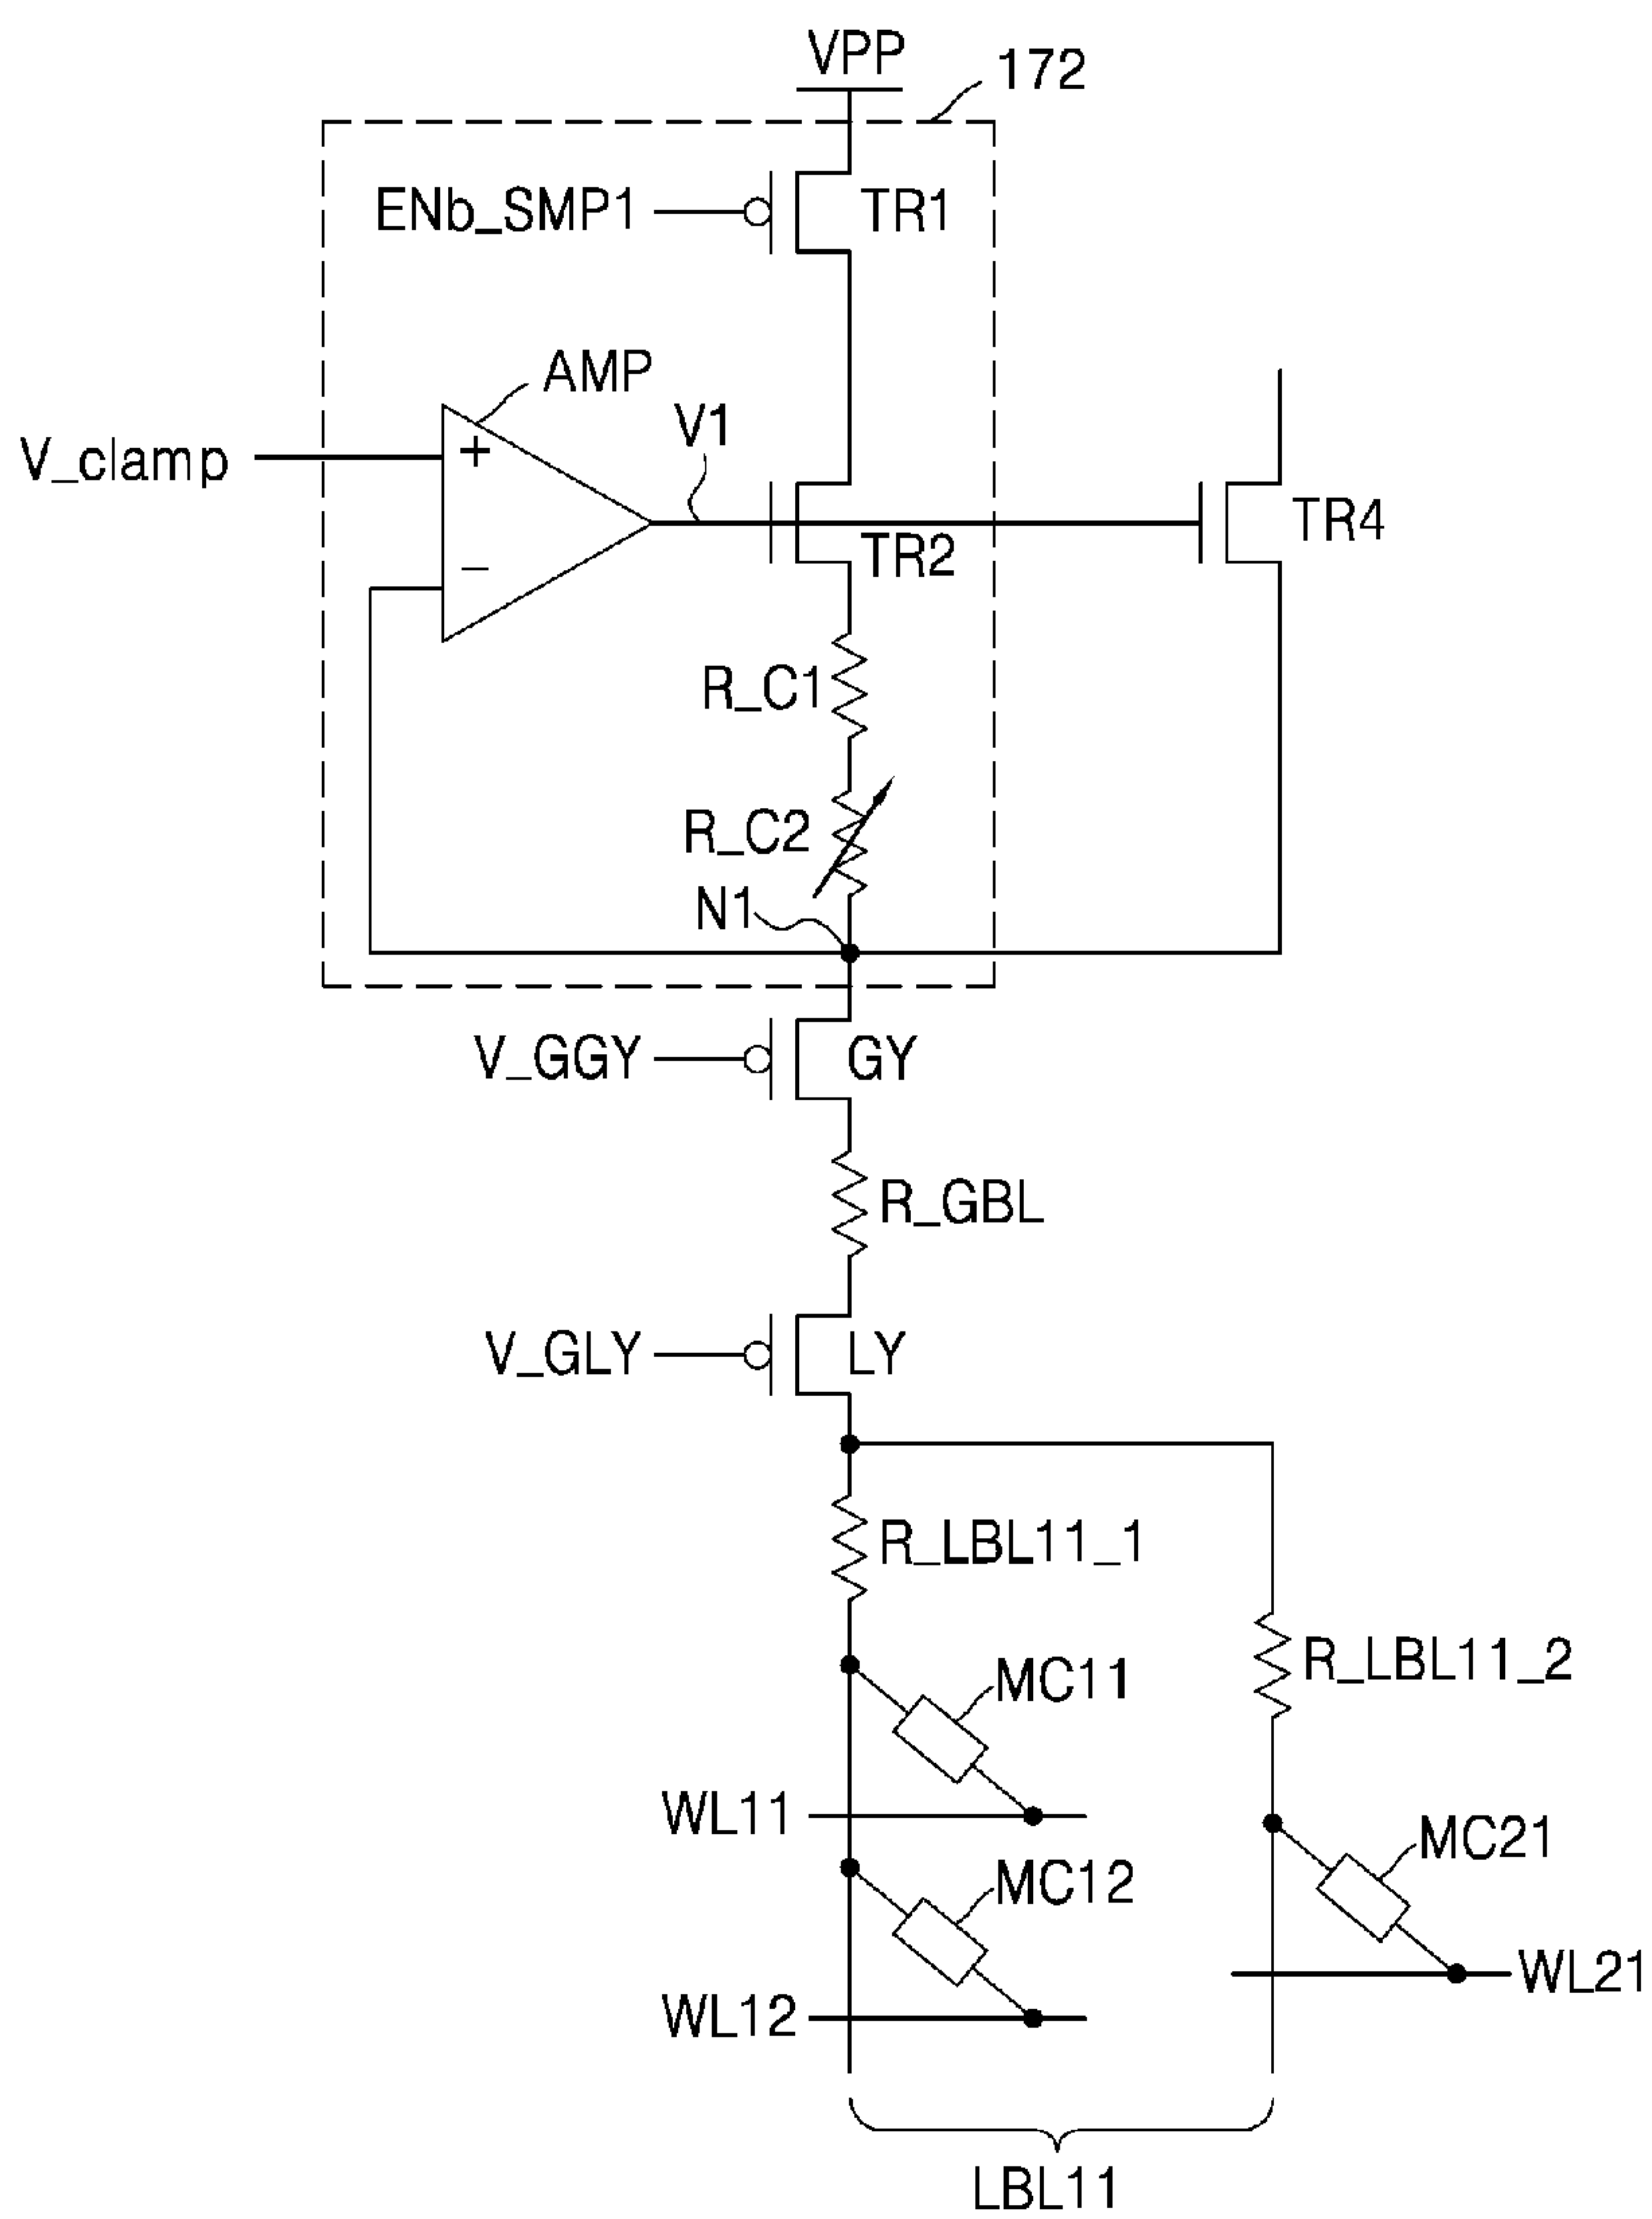 VPP
172
ENb_SMP1
TR1
AMP
V1
V_clamp
+
TR4
TR2
−
R_C1
R_C2
N1
V_GGY
GY
R_GBL
V_GLY
LY
R_LBL11_1
R_LBL11_2
MC11
WL11
MC21
MC12
WL21
WL12
LBL11